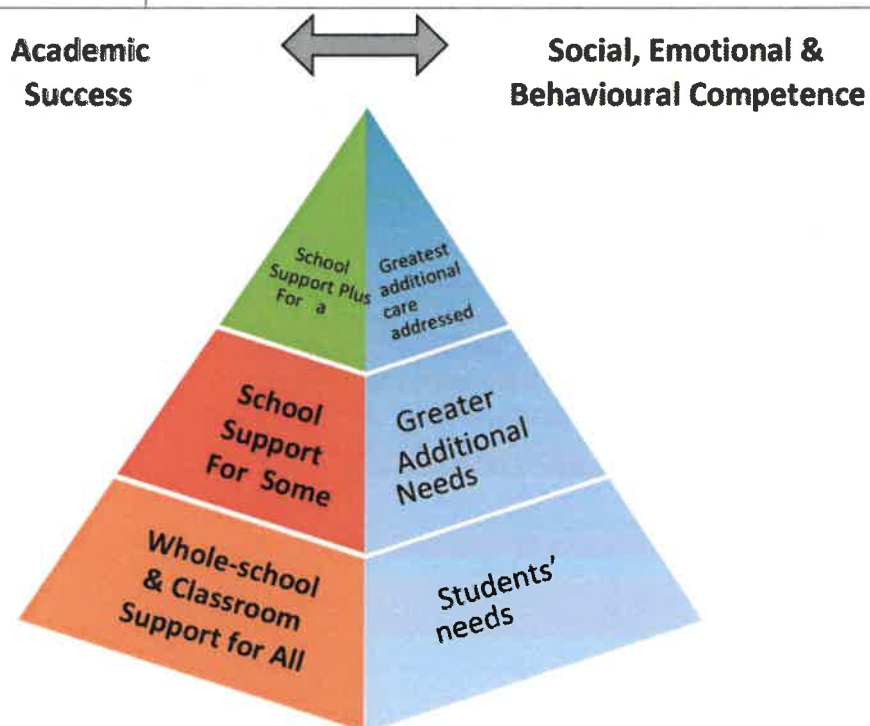 Academic
Success
Social, Emotional &
Behavioural Competence
School
Support Plus
For a
Greatest
additional
care
addressed
School
Support
For Some
Greater
Additional
Needs
Whole-school
& Classroom
Support for All
Students'
needs